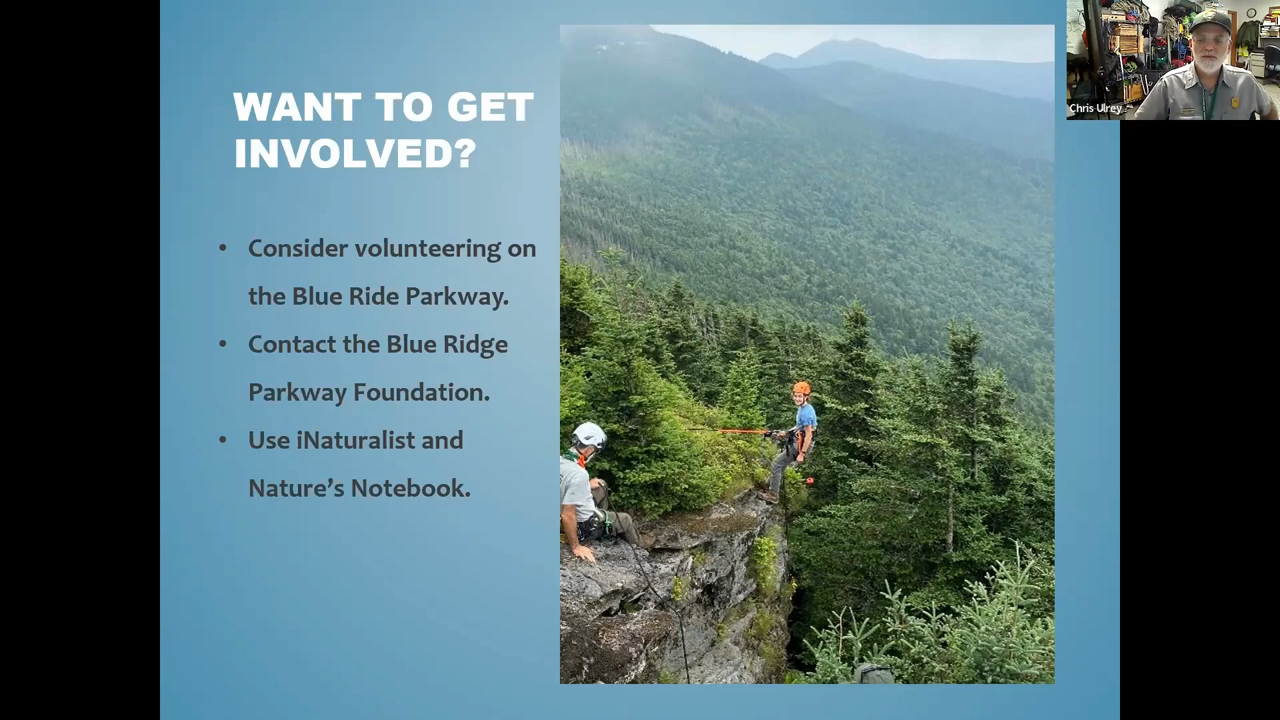 WANT TO GET
INVOLVED?
• Consider volunteering on
the Blue Ride Parkway.
• Contact the Blue Ridge
Parkway Foundation.
• Use iNaturalist and
Nature’s Notebook.
Chris Ulrey